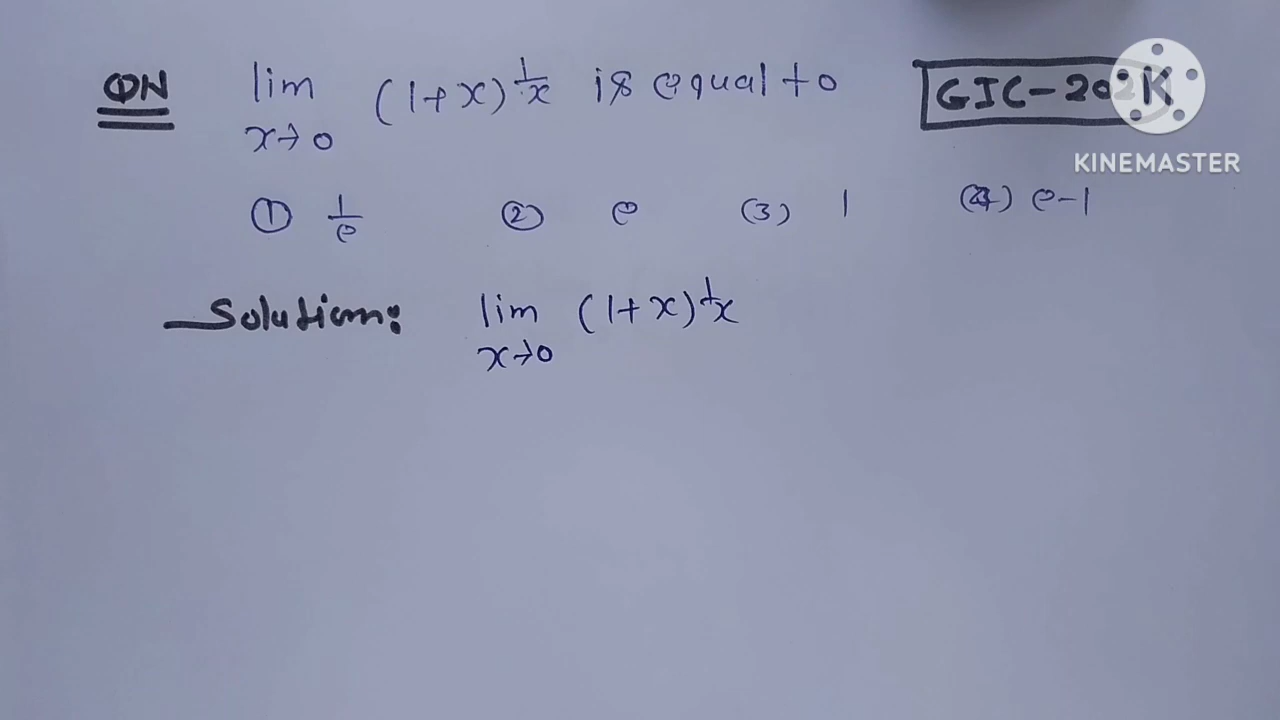 QN lim (1+x)^1/x is equal to GIC-202
x→0
① 1/e ② e (3) 1 (4) e-1
Solution: lim (1+x)^1/x
x→0
K
KINEMASTER